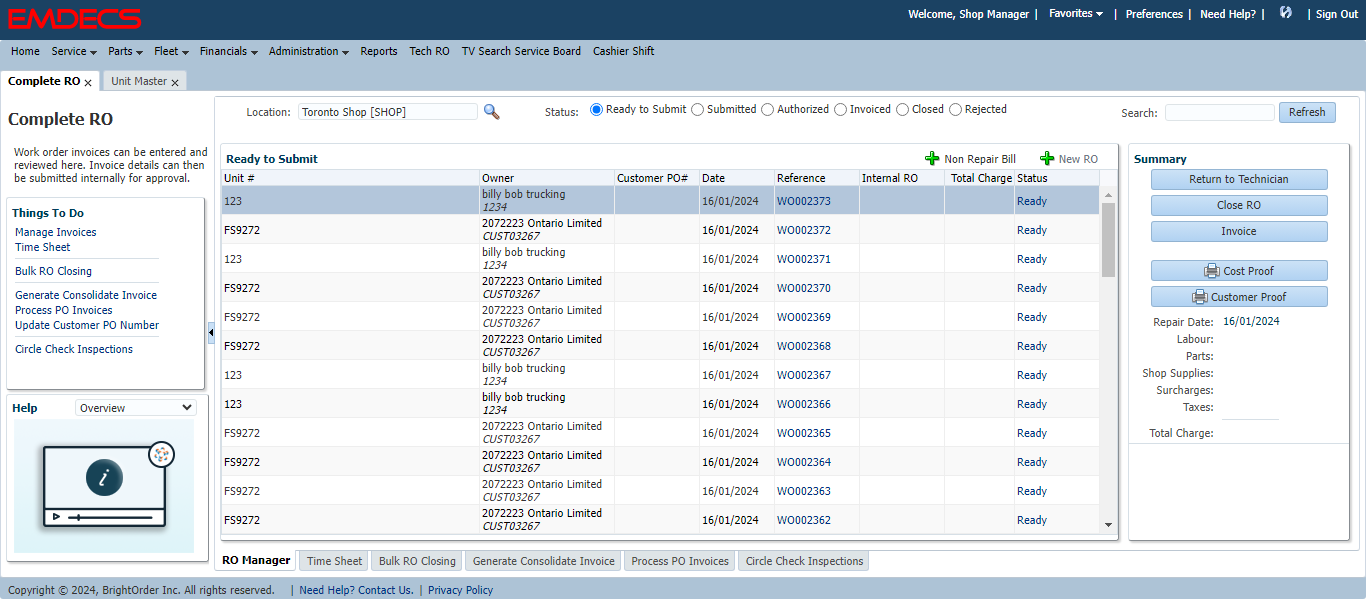 EMDECS
Welcome, Shop Manager | Favorites | Preferences | Need Help? | | Sign Out
Home Service Parts Fleet Financials Administration Reports Tech RO TV Search Service Board Cashier Shift
Complete RO x Unit Master x
Complete RO
Work order invoices can be entered and
reviewed here. Invoice details can then
be submitted internally for approval.
Things To Do
Manage Invoices
Time Sheet
Bulk RO Closing
Generate Consolidate Invoice
Process PO Invoices
Update Customer PO Number
Circle Check Inspections
Help Overview
i
Location: Toronto Shop [SHOP] Status: Ready to Submit Submitted Authorized Invoiced Closed Rejected Search: Refresh
Ready to Submit Non Repair Bill New RO
Unit # Owner Customer PO# Date Reference Internal RO Total Charge Status
123 billy bob trucking 16/01/2024 WO002373 Ready
1234
FS9272 2072223 Ontario Limited 16/01/2024 WO002372 Ready
CUST03267
123 billy bob trucking 16/01/2024 WO002371 Ready
1234
FS9272 2072223 Ontario Limited 16/01/2024 WO002370 Ready
CUST03267
FS9272 2072223 Ontario Limited 16/01/2024 WO002369 Ready
CUST03267
FS9272 2072223 Ontario Limited 16/01/2024 WO002368 Ready
CUST03267
123 billy bob trucking 16/01/2024 WO002367 Ready
1234
123 billy bob trucking 16/01/2024 WO002366 Ready
1234
FS9272 2072223 Ontario Limited 16/01/2024 WO002365 Ready
CUST03267
FS9272 2072223 Ontario Limited 16/01/2024 WO002364 Ready
CUST03267
FS9272 2072223 Ontario Limited 16/01/2024 WO002363 Ready
CUST03267
FS9272 2072223 Ontario Limited 16/01/2024 WO002362 Ready
CUST03267
Summary
Return to Technician
Close RO
Invoice
Cost Proof
Customer Proof
Repair Date: 16/01/2024
Labour:
Parts:
Shop Supplies:
Surcharges:
Taxes:
Total Charge:
RO Manager Time Sheet Bulk RO Closing Generate Consolidate Invoice Process PO Invoices Circle Check Inspections
Copyright © 2024, BrightOrder Inc. All rights reserved. | Need Help? Contact Us. | Privacy Policy